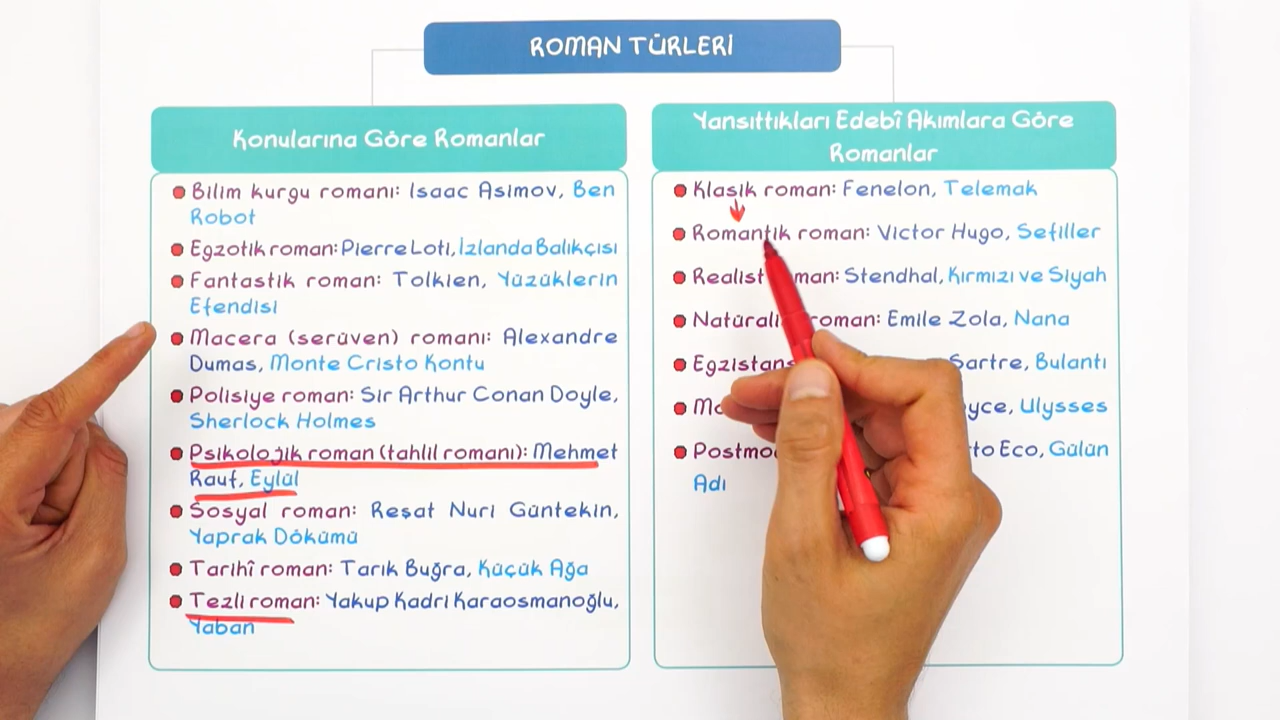 ROMAN TÜRLERİ
Konularına Göre Romanlar
Bilim kurgu romanı: Isaac Asimov, Ben
Robot
Egzotik roman: Pierre Loti, İzlanda Balıkçısı
Fantastik roman: Tolkien, Yüzüklerin
Efendisi
Macera (serüven) romanı: Alexandre
Dumas, Monte Cristo Kontu
Polisiye roman: Sir Arthur Conan Doyle,
Sherlock Holmes
Psikolojik roman (tahlil romanı): Mehmet
Rauf, Eylül
Sosyal roman: Reşat Nuri Güntekin,
Yaprak Dökümü
Tarihî roman: Tarık Buğra, Küçük Ağa
Tezli roman: Yakup Kadri Karaosmanoğlu,
Yaban
Yansıttıkları Edebî Akımlara Göre
Romanlar
Klasik roman: Fenelon, Telemak
Romantik roman: Victor Hugo, Sefiller
Realist roman: Stendhal, Kırmızı ve Siyah
roman: Emile Zola, Nana
Sartre, Bulantı
Ulysses
Eco, Gülün
Adı